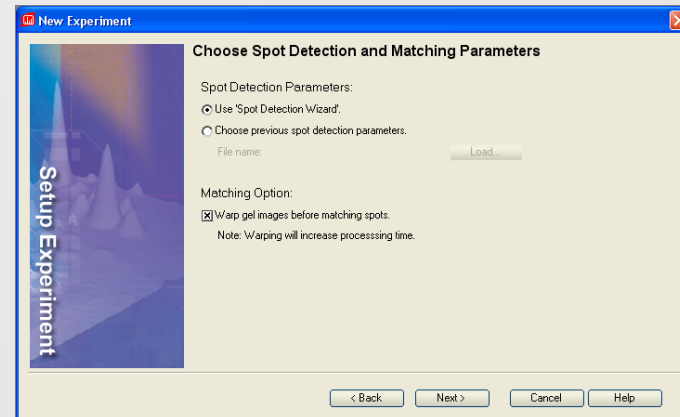 New Experiment
Setup Experiment
Choose Spot Detection and Matching Parameters
Spot Detection Parameters:
Use 'Spot Detection Wizard'.
Choose previous spot detection parameters.
File name: Load...
Matching Option:
Warp gel images before matching spots.
Note: Warping will increase processsing time.
< Back Next > Cancel Help